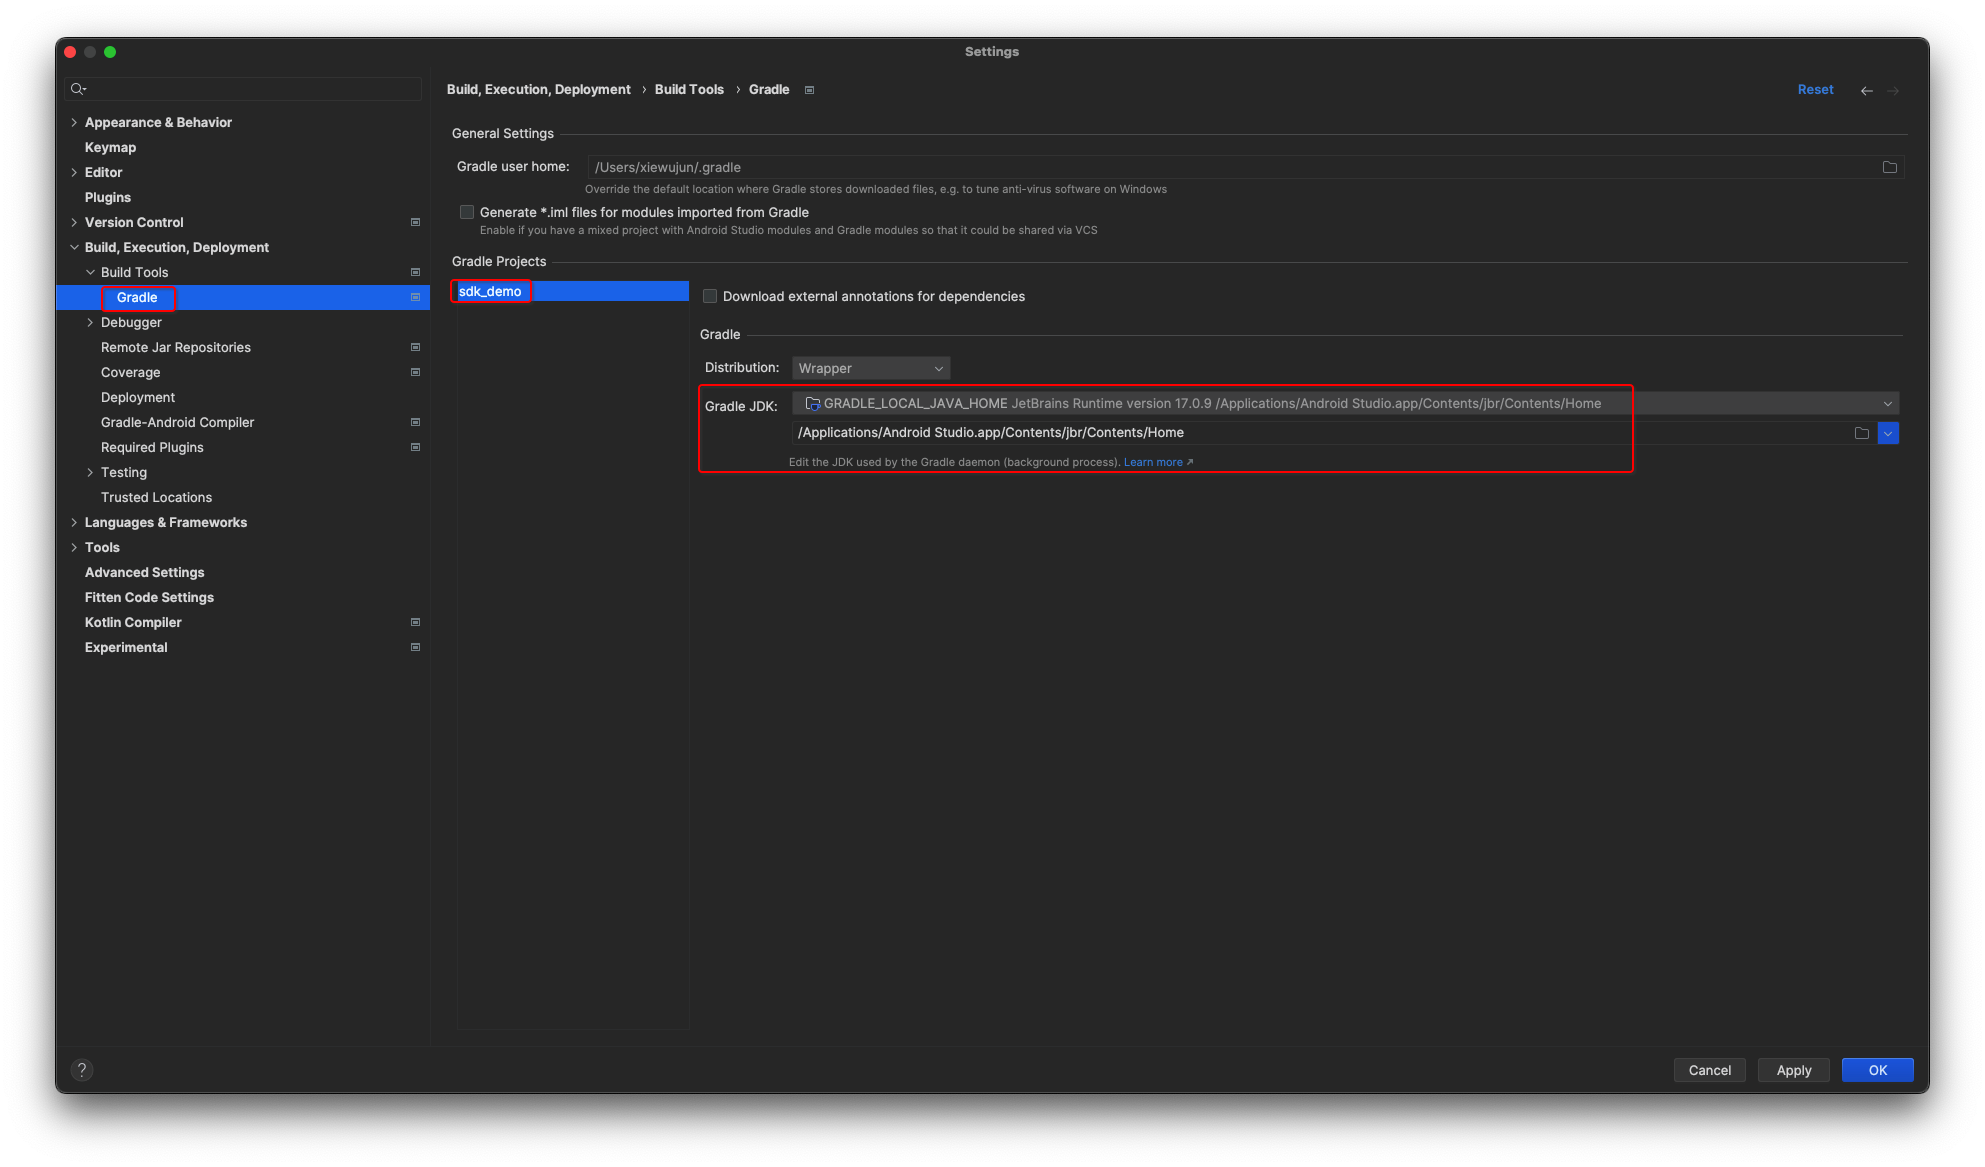 Settings
Build, Execution, Deployment › Build Tools › Gradle
Reset
Appearance & Behavior
Keymap
Editor
Plugins
Version Control
Build, Execution, Deployment
Build Tools
Gradle
Debugger
Remote Jar Repositories
Coverage
Deployment
Gradle-Android Compiler
Required Plugins
Testing
Trusted Locations
Languages & Frameworks
Tools
Advanced Settings
Fitten Code Settings
Kotlin Compiler
Experimental
General Settings
Gradle user home: /Users/xiewujun/.gradle
Override the default location where Gradle stores downloaded files, e.g. to tune anti-virus software on Windows
Generate *.iml files for modules imported from Gradle
Enable if you have a mixed project with Android Studio modules and Gradle modules so that it could be shared via VCS
Gradle Projects
sdk_demo
Download external annotations for dependencies
Gradle
Distribution: Wrapper
Gradle JDK: GRADLE_LOCAL_JAVA_HOME JetBrains Runtime version 17.0.9 /Applications/Android Studio.app/Contents/jbr/Contents/Home
/Applications/Android Studio.app/Contents/jbr/Contents/Home
Edit the JDK used by the Gradle daemon (background process). Learn more ↗
?
Cancel
Apply
OK